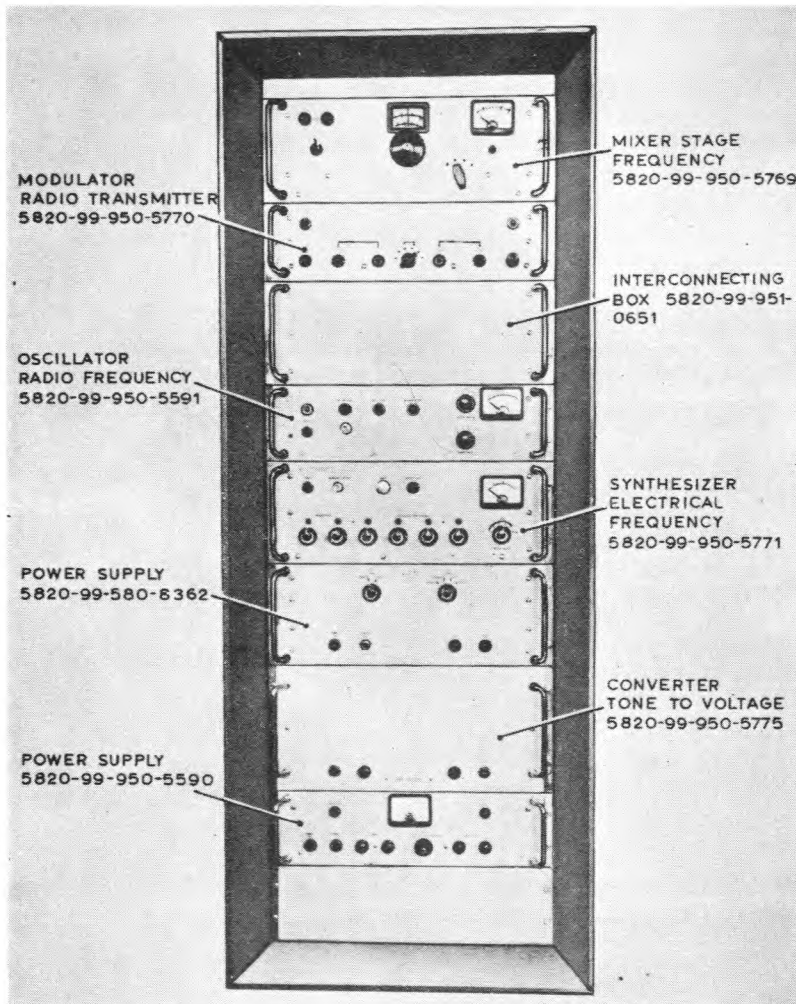 MIXER STAGE
FREQUENCY
5820-99-950-5769
MODULATOR
RADIO TRANSMITTER
5820-99-950-5770
INTERCONNECTING
BOX 5820-99-951-
0651
OSCILLATOR
RADIO FREQUENCY
5820-99-950-5591
SYNTHESIZER
ELECTRICAL
FREQUENCY
5820-99-950-5771
POWER SUPPLY
5820-99-580-8362
CONVERTER
TONE TO VOLTAGE
5820-99-950-5775
POWER SUPPLY
5820-99-950-5590